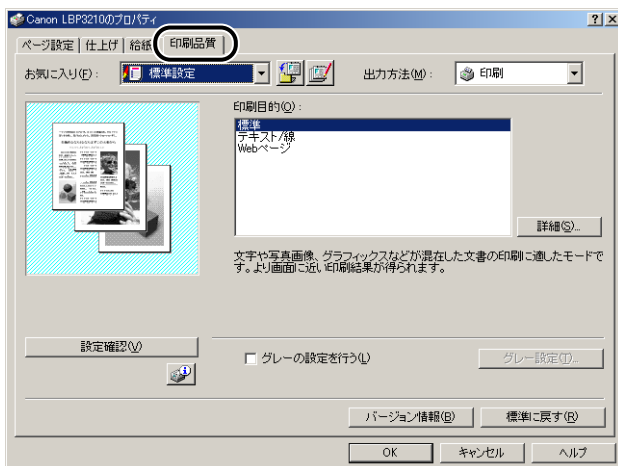 Canon LBP3210のプロパティ
ページ設定 仕上げ 給紙 印刷品質
お気に入り(F): 標準設定 出力方法(M): 印刷
印刷目的(O):
標準
テキスト/線
Webページ
詳細(S)...
文字や写真画像、グラフィックスなどが混在した文書の印刷に適したモードで
す。より画面に近い印刷結果が得られます。
設定確認(V)
グレーの設定を行う(L) グレー設定(T)...
バージョン情報(B) 標準に戻す(R)
OK キャンセル ヘルプ